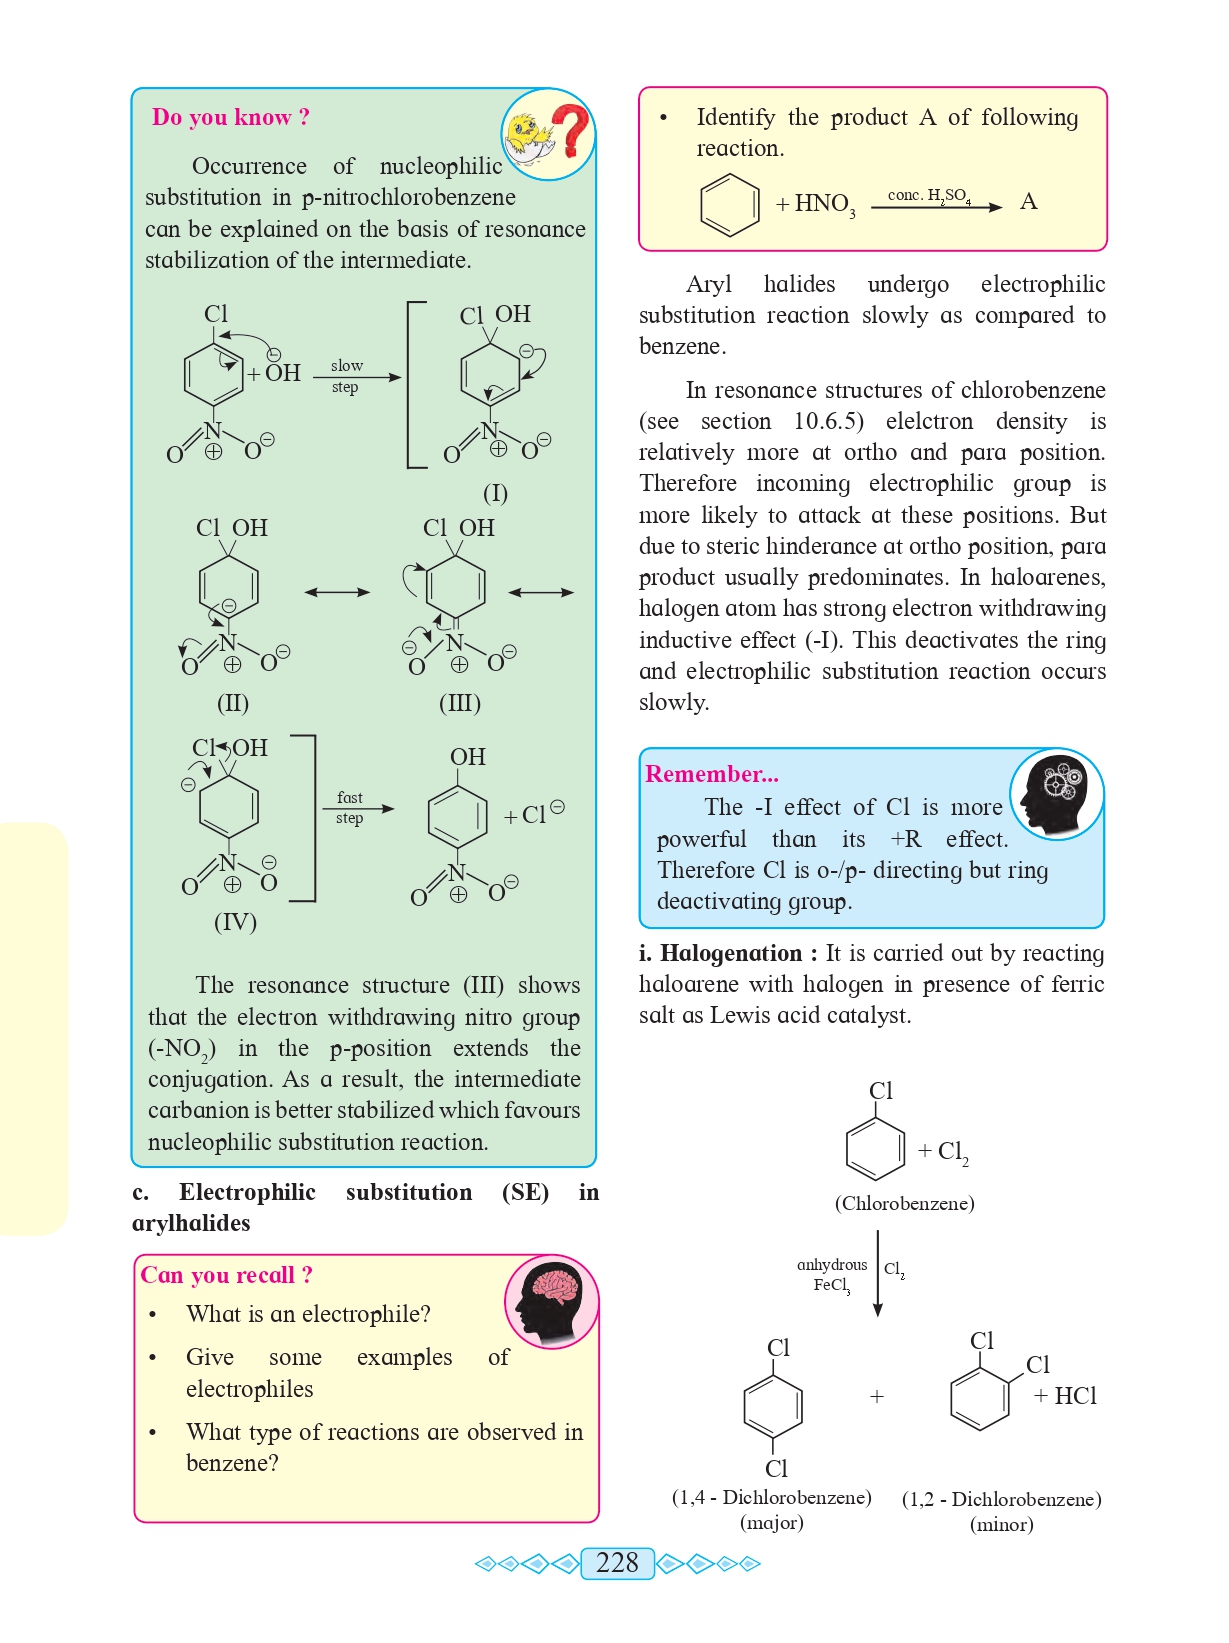 Do you know ?
Occurrence of nucleophilic
substitution in p-nitrochlorobenzene
can be explained on the basis of resonance
stabilization of the intermediate.
Cl
+ OH
slow
step
N
O
O
Cl OH
N
O
O
(I)
Cl OH
N
O
O
(II)
Cl OH
N
O
O
(III)
Cl OH
N
O
O
(IV)
fast
step
OH
N
O
O
+ Cl⊖
The resonance structure (III) shows
that the electron withdrawing nitro group
(-NO₂) in the p-position extends the
conjugation. As a result, the intermediate
carbanion is better stabilized which favours
nucleophilic substitution reaction.
c. Electrophilic substitution (SE) in
arylhalides
Can you recall ?
• What is an electrophile?
• Give some examples of
electrophiles
• What type of reactions are observed in
benzene?
• Identify the product A of following
reaction.
+ HNO₃ conc. H₂SO₄ A
Aryl halides undergo electrophilic
substitution reaction slowly as compared to
benzene.
In resonance structures of chlorobenzene
(see section 10.6.5) elelctron density is
relatively more at ortho and para position.
Therefore incoming electrophilic group is
more likely to attack at these positions. But
due to steric hinderance at ortho position, para
product usually predominates. In haloarenes,
halogen atom has strong electron withdrawing
inductive effect (-I). This deactivates the ring
and electrophilic substitution reaction occurs
slowly.
Remember...
The -I effect of Cl is more
powerful than its +R effect.
Therefore Cl is o-/p- directing but ring
deactivating group.
i. Halogenation : It is carried out by reacting
haloarene with halogen in presence of ferric
salt as Lewis acid catalyst.
Cl
+ Cl₂
(Chlorobenzene)
anhydrous
FeCl₃
Cl₂
Cl
Cl
(1,4 - Dichlorobenzene)
(major)
+
Cl
Cl
+ HCl
(1,2 - Dichlorobenzene)
(minor)
228